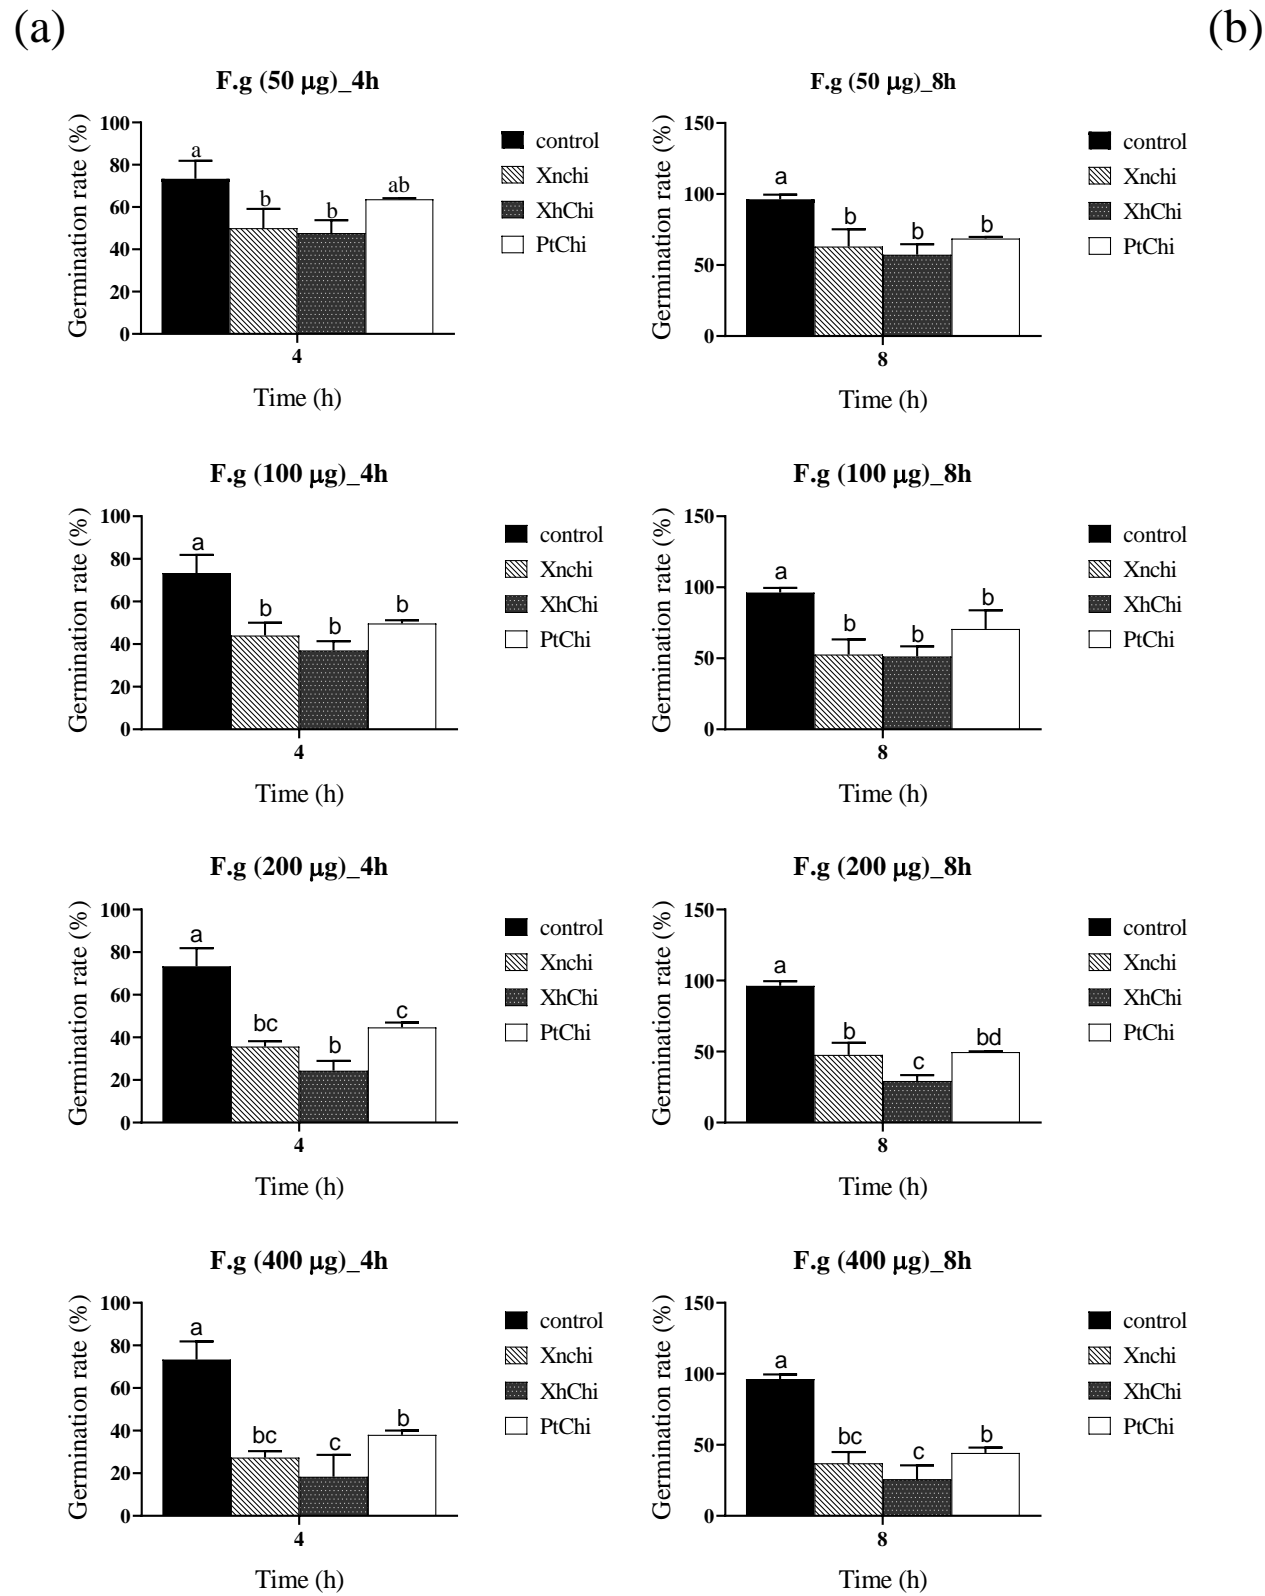 (a)
(b)
F.g (50 µg)_4h
Germination rate (%)
100
80
60
40
20
0
a
b
b
ab
4
Time (h)
control
Xnchi
XhChi
PtChi
F.g (50 µg)_8h
Germination rate (%)
150
100
50
0
a
b
b
b
8
Time (h)
control
Xnchi
XhChi
PtChi
F.g (100 µg)_4h
Germination rate (%)
100
80
60
40
20
0
a
b
b
b
4
Time (h)
control
Xnchi
XhChi
PtChi
F.g (100 µg)_8h
Germination rate (%)
150
100
50
0
a
b
b
b
8
Time (h)
control
Xnchi
XhChi
PtChi
F.g (200 µg)_4h
Germination rate (%)
100
80
60
40
20
0
a
bc
b
c
4
Time (h)
control
Xnchi
XhChi
PtChi
F.g (200 µg)_8h
Germination rate (%)
150
100
50
0
a
b
c
bd
8
Time (h)
control
Xnchi
XhChi
PtChi
F.g (400 µg)_4h
Germination rate (%)
100
80
60
40
20
0
a
bc
c
b
4
Time (h)
control
Xnchi
XhChi
PtChi
F.g (400 µg)_8h
Germination rate (%)
150
100
50
0
a
bc
c
b
8
Time (h)
control
Xnchi
XhChi
PtChi